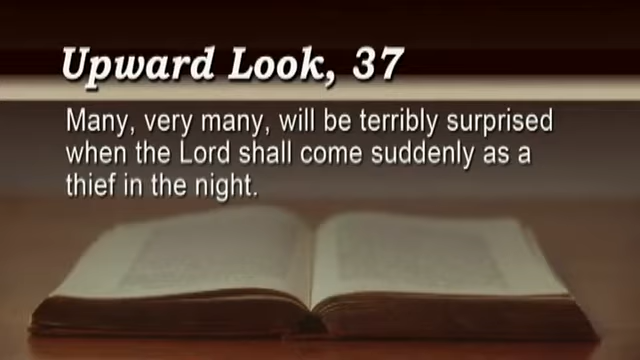 Upward Look, 37
Many, very many, will be terribly surprised
when the Lord shall come suddenly as a
thief in the night.